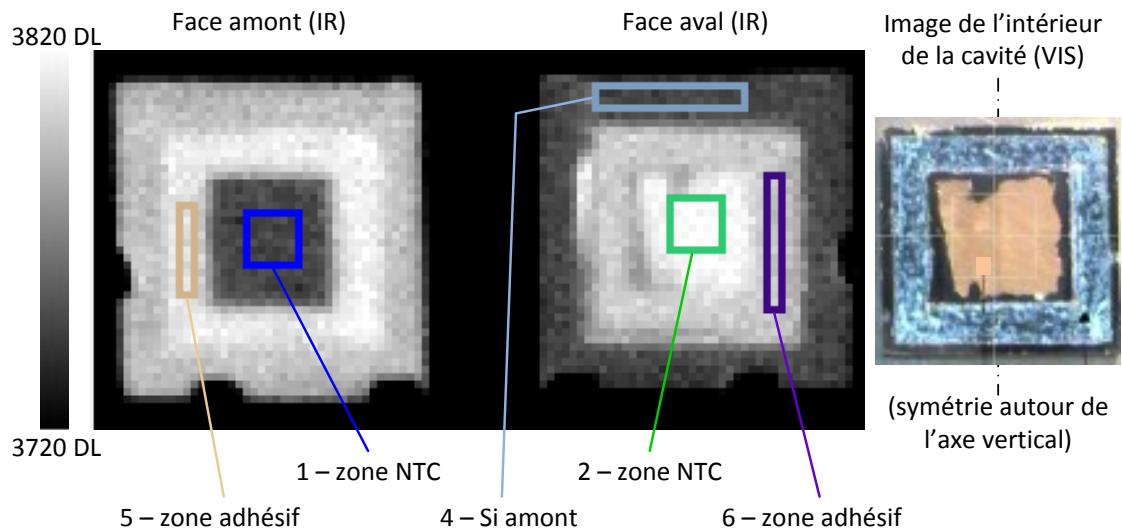 Face amont (IR)
Face aval (IR)
Image de l’intérieur
de la cavité (VIS)
3820 DL
3720 DL
(symétrie autour de
l’axe vertical)
1 – zone NTC
2 – zone NTC
5 – zone adhésif
4 – Si amont
6 – zone adhésif